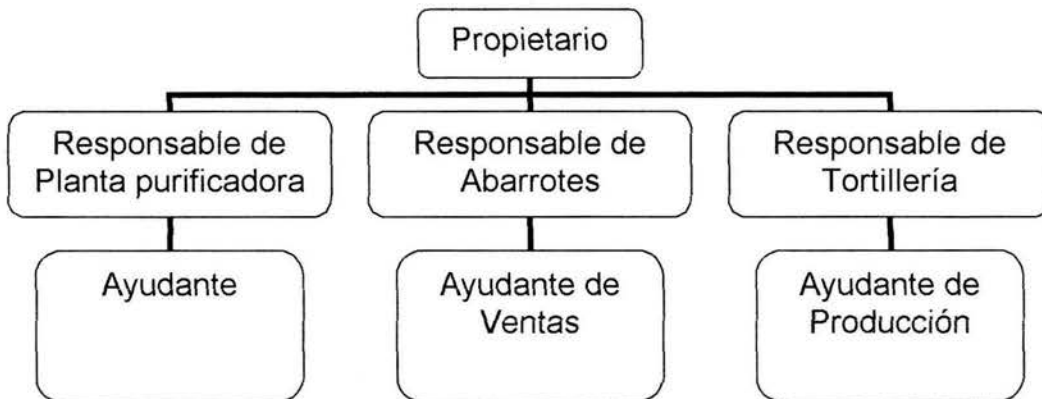 Propietario
Responsable de
Planta purificadora
Responsable de
Abarrotes
Responsable de
Tortillería
Ayudante
Ayudante de
Ventas
Ayudante de
Producción